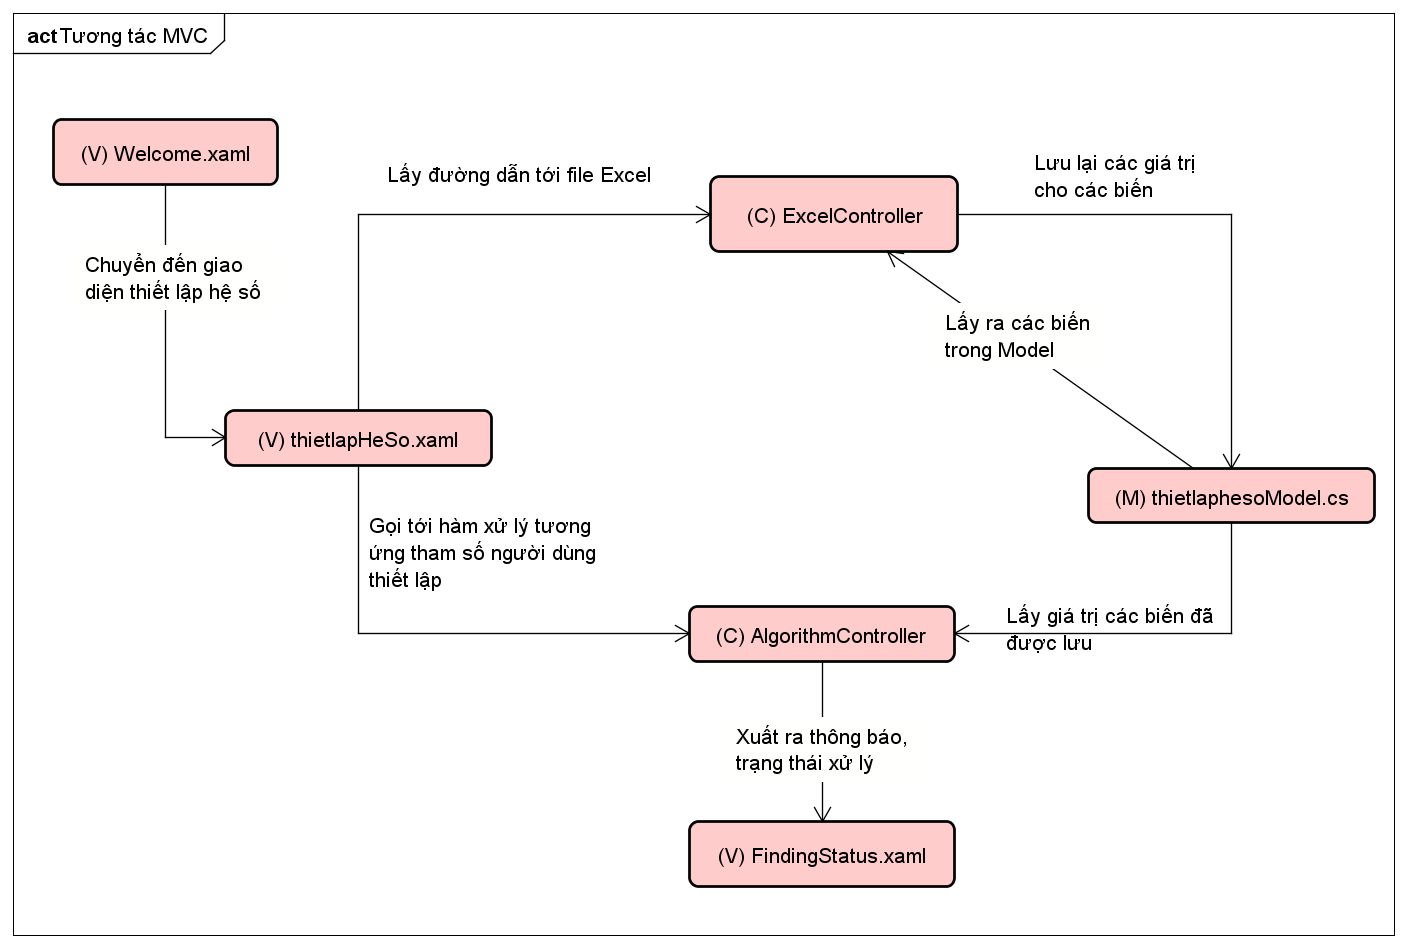 act Tương tác MVC
(V) Welcome.xaml
Chuyển đến giao
diện thiết lập hệ số
(V) thietlapHeSo.xaml
Lấy đường dẫn tới file Excel
(C) ExcelController
Lưu lại các giá trị
cho các biến
Lấy ra các biến
trong Model
(M) thietlaphesoModel.cs
Gọi tới hàm xử lý tương
ứng tham số người dùng
thiết lập
(C) AlgorithmController
Lấy giá trị các biến đã
được lưu
Xuất ra thông báo,
trạng thái xử lý
(V) FindingStatus.xaml